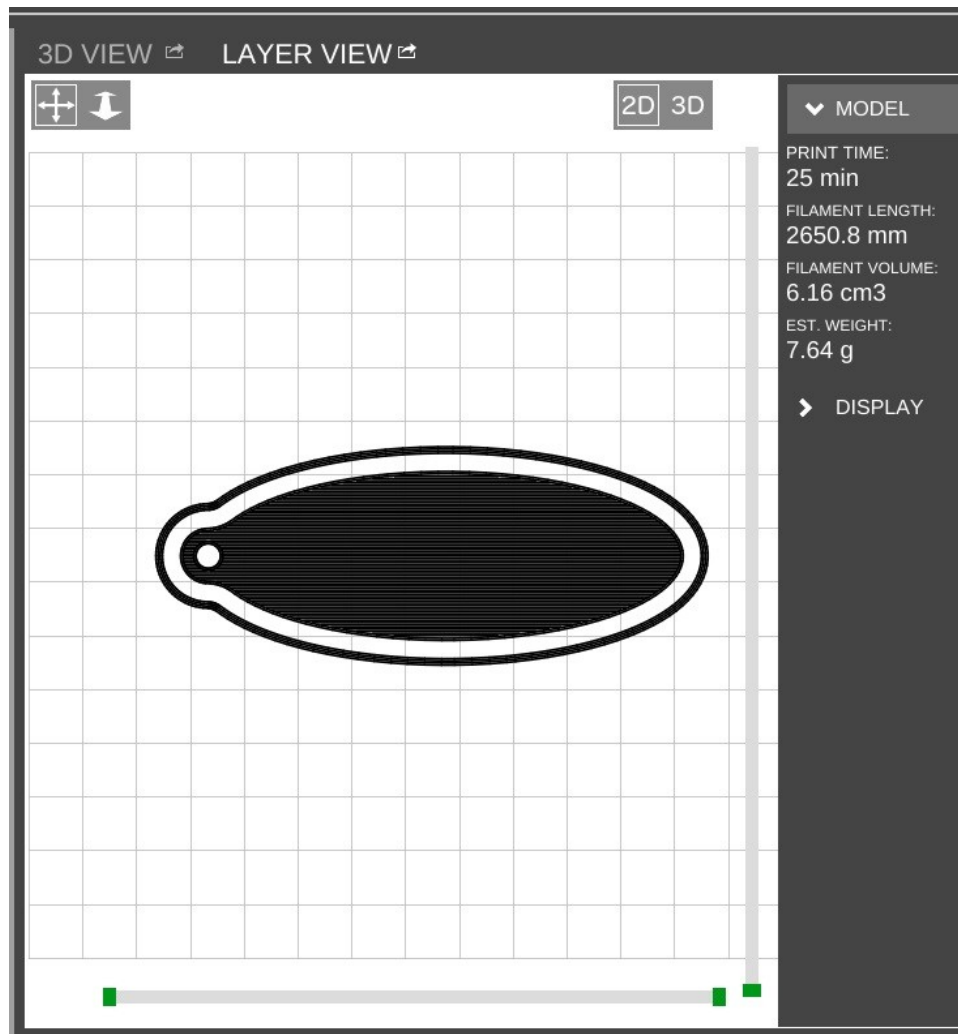 3D VIEW LAYER VIEW
2D 3D
MODEL
PRINT TIME:
25 min
FILAMENT LENGTH:
2650.8 mm
FILAMENT VOLUME:
6.16 cm3
EST. WEIGHT:
7.64 g
DISPLAY